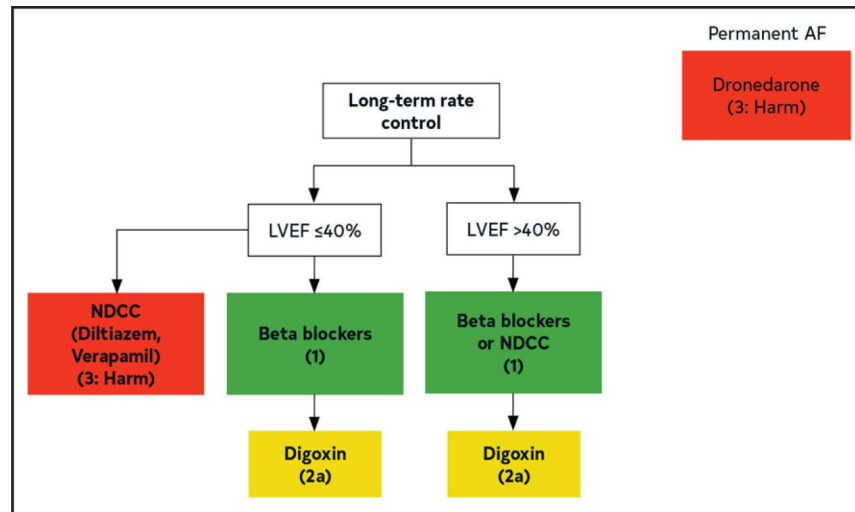 Permanent AF
Dronedarone
(3: Harm)
Long-term rate
control
LVEF ≤40%
LVEF >40%
NDCC
(Diltiazem,
Verapamil)
(3: Harm)
Beta blockers
(1)
Beta blockers
or NDCC
(1)
Digoxin
(2a)
Digoxin
(2a)